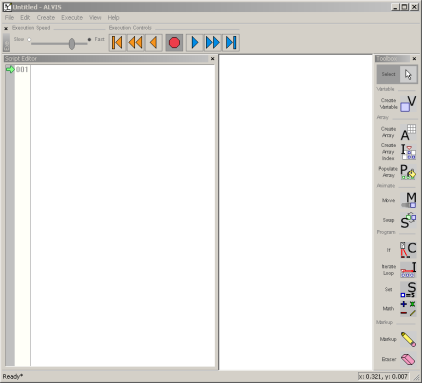 Untitled - ALVIS
File Edit Create Execute View Help
Execution Speed Execution Controls
Slow Fast
Script Editor Toolbox
001
Select
Variable
Create Variable V
Array
Create Array A
Create Array Index I
Populate Array P
Animate
Move M
Swap S
Program
If C
Iterate Loop I
Set S
Math
Markup
Markup
Eraser
Ready* x: 0.321, y: 0.007